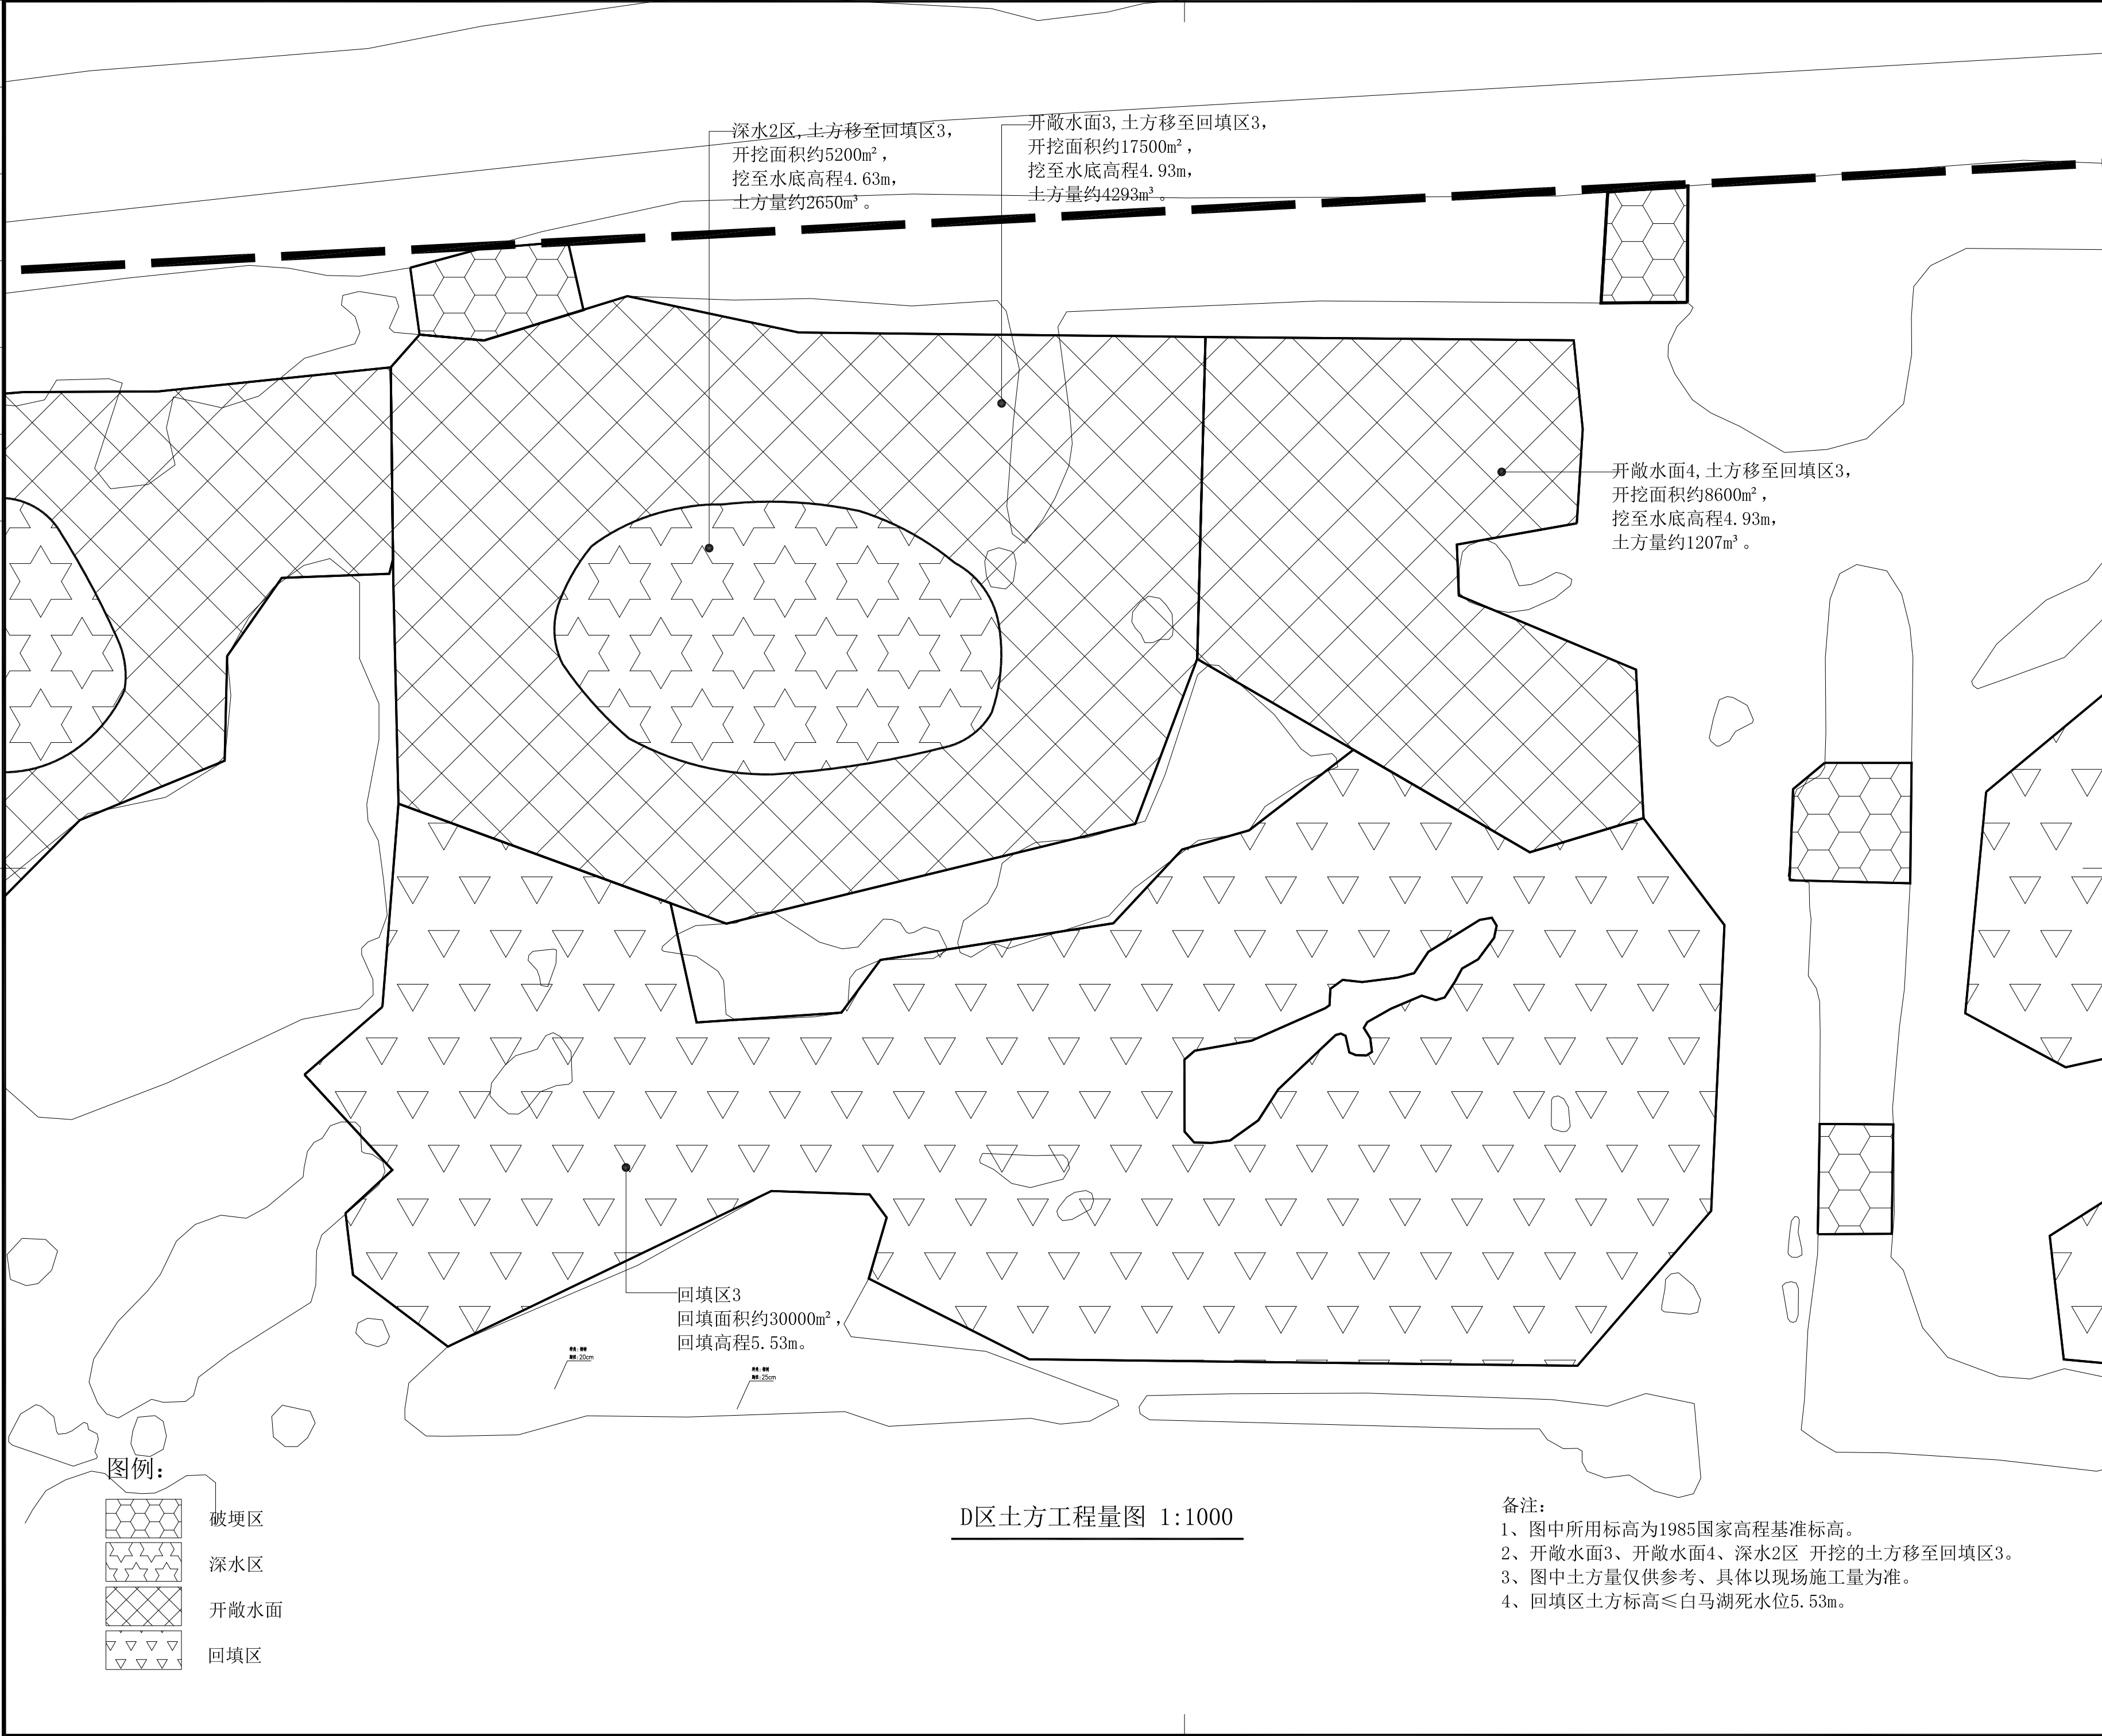 深水2区,土方移至回填区3,
开挖面积约5200m²,
挖至水底高程4.63m,
土方量约2650m³。
开敞水面3,土方移至回填区3,
开挖面积约17500m²,
挖至水底高程4.93m,
土方量约4293m³。
开敞水面4,土方移至回填区3,
开挖面积约8600m²,
挖至水底高程4.93m,
土方量约1207m³。
回填区3
回填面积约30000m²,
回填高程5.53m。
20cm
25cm
图例:
破埂区
深水区
开敞水面
回填区
D区土方工程量图 1:1000
备注:
1、图中所用标高为1985国家高程基准标高。
2、开敞水面3、开敞水面4、深水2区 开挖的土方移至回填区3。
3、图中土方量仅供参考、具体以现场施工量为准。
4、回填区土方标高≤白马湖死水位5.53m。